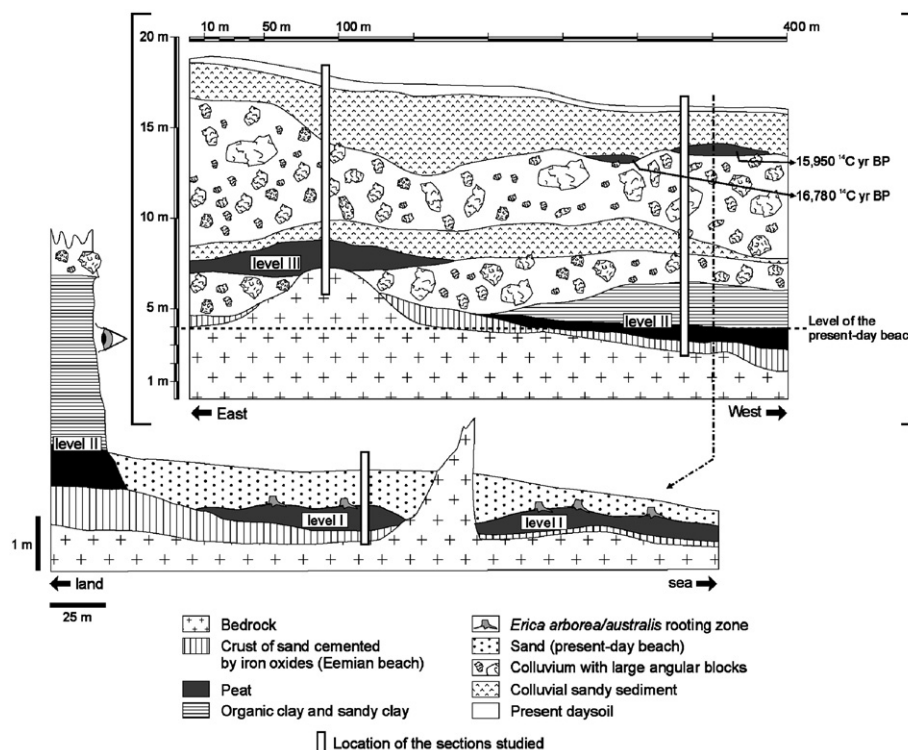 10 m 50 m 100 m 400 m
20 m
15 m
15,950 ¹⁴C yr BP
16,780 ¹⁴C yr BP
10 m
level III
5 m
level II
Level of the
present-day beach
1 m
East West
level II
level I level I
1 m
land sea
25 m
Bedrock
Crust of sand cemented
by iron oxides (Eemian beach)
Peat
Organic clay and sandy clay
Erica arborea/australis rooting zone
Sand (present-day beach)
Colluvium with large angular blocks
Colluvial sandy sediment
Present daysoil
Location of the sections studied